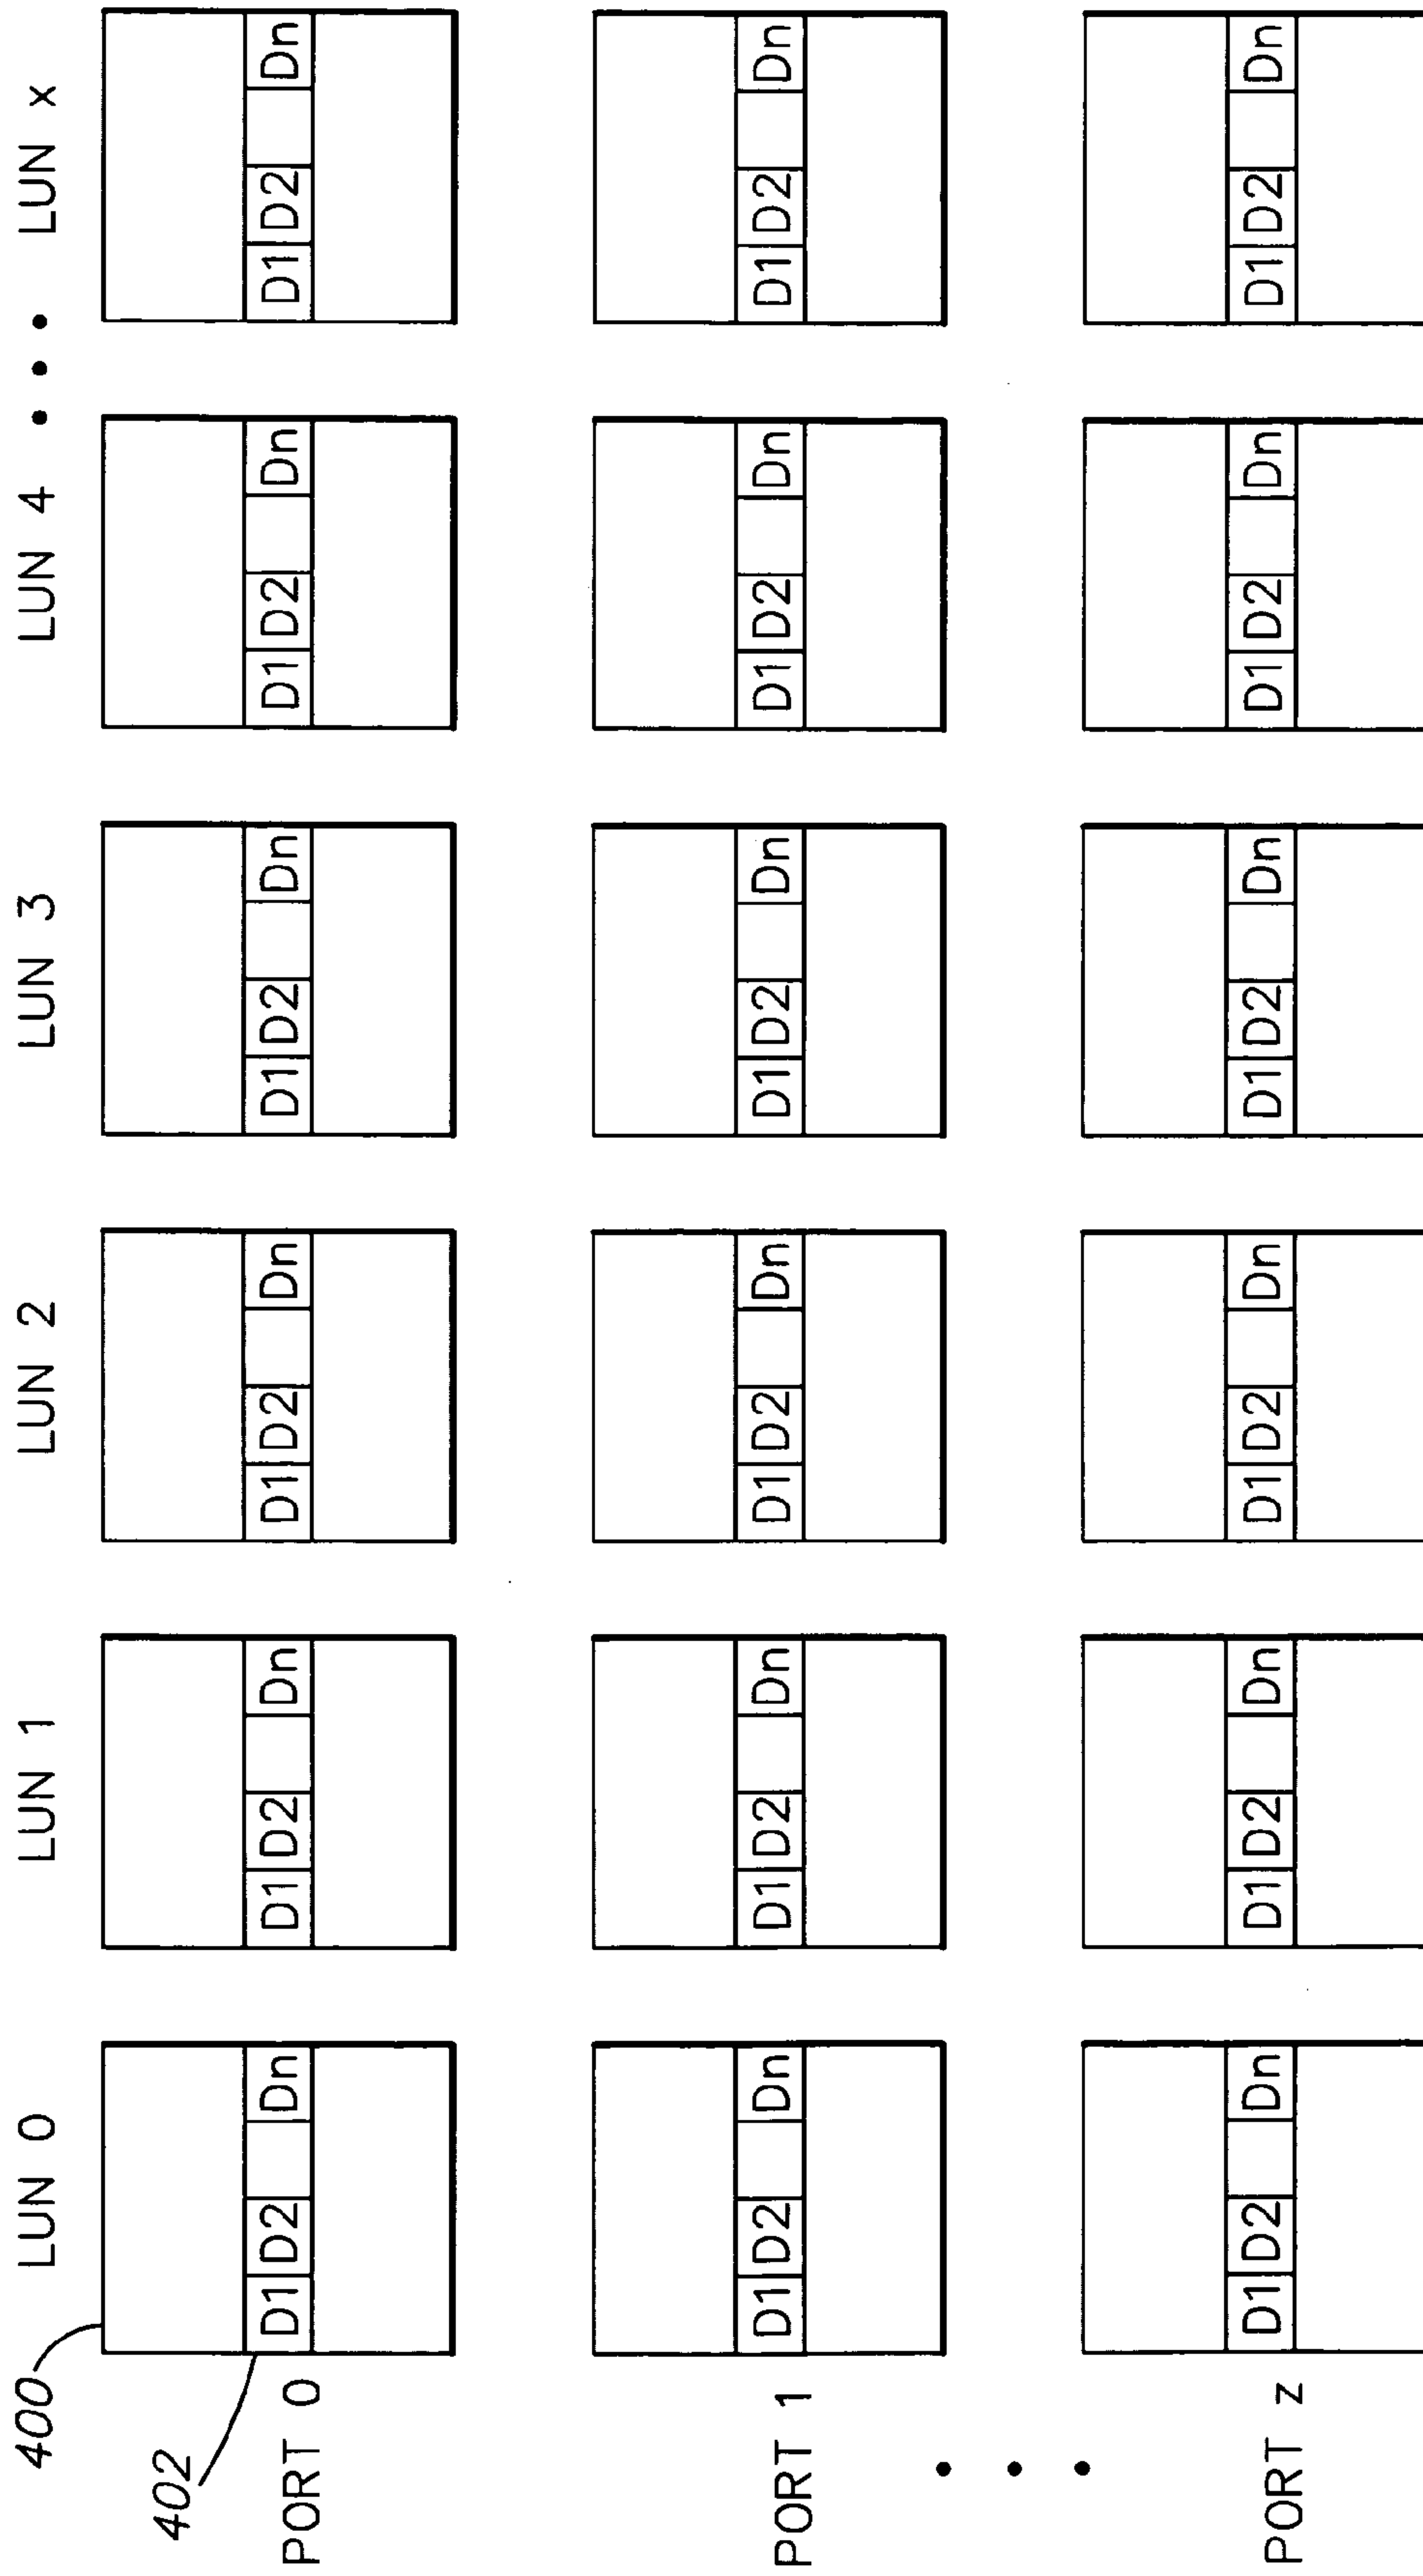 LUN 0 LUN 1 LUN 2 LUN 3 LUN 4 • • • LUN x
400
402
PORT 0 D1 D2 Dn D1 D2 Dn D1 D2 Dn D1 D2 Dn D1 D2 Dn D1 D2 Dn
PORT 1 D1 D2 Dn D1 D2 Dn D1 D2 Dn D1 D2 Dn D1 D2 Dn D1 D2 Dn
•
•
•
PORT z D1 D2 Dn D1 D2 Dn D1 D2 Dn D1 D2 Dn D1 D2 Dn D1 D2 Dn